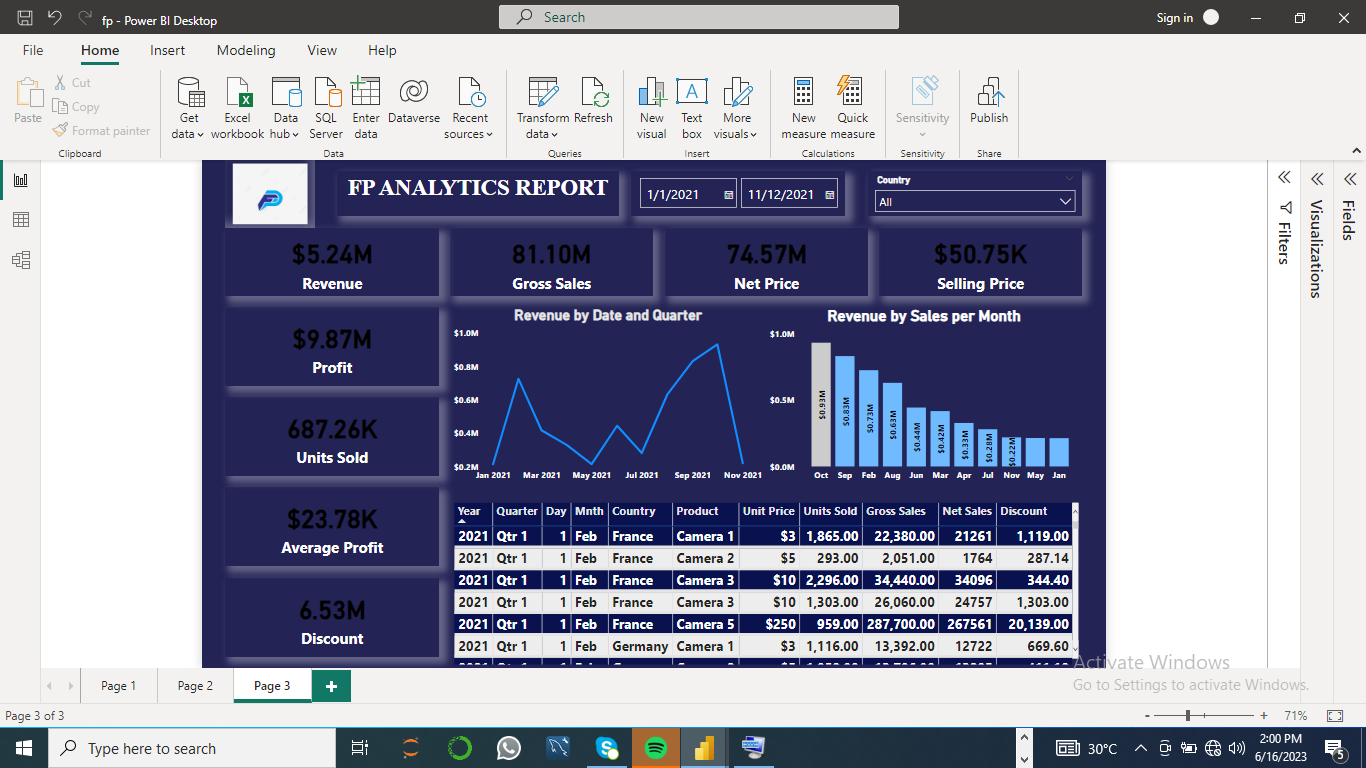 fp - Power BI Desktop
Search
Sign in
File Home Insert Modeling View Help
Paste
Cut
Copy
Format painter
Clipboard
Get data
Excel workbook
Data hub
SQL Server
Enter data
Dataverse
Recent sources
Data
Transform data
Refresh
Queries
New visual
Text box
More visuals
Insert
New measure
Quick measure
Calculations
Sensitivity
Sensitivity
Publish
Share
FP ANALYTICS REPORT
1/1/2021
11/12/2021
Country
All
Filters
Visualizations
Fields
$5.24M
Revenue
81.10M
Gross Sales
74.57M
Net Price
$50.75K
Selling Price
$9.87M
Profit
687.26K
Units Sold
$23.78K
Average Profit
6.53M
Discount
Revenue by Date and Quarter
$1.0M
$0.8M
$0.6M
$0.4M
$0.2M
Jan 2021 Mar 2021 May 2021 Jul 2021 Sep 2021 Nov 2021
Revenue by Sales per Month
$1.0M
$0.5M
$0.0M
$0.93M $0.83M $0.73M $0.63M $0.44M $0.42M $0.33M $0.28M $0.22M
Oct Sep Feb Aug Jun Mar Apr Jul Nov May Jan
Year Quarter Day Mnth Country Product Unit Price Units Sold Gross Sales Net Sales Discount
2021 Qtr 1 1 Feb France Camera 1 $3 1,865.00 22,380.00 21261 1,119.00
2021 Qtr 1 1 Feb France Camera 2 $5 293.00 2,051.00 1764 287.14
2021 Qtr 1 1 Feb France Camera 3 $10 2,296.00 34,440.00 34096 344.40
2021 Qtr 1 1 Feb France Camera 3 $10 1,303.00 26,060.00 24757 1,303.00
2021 Qtr 1 1 Feb France Camera 5 $250 959.00 287,700.00 267561 20,139.00
2021 Qtr 1 1 Feb Germany Camera 1 $3 1,116.00 13,392.00 12722 669.60
Activate Windows
Go to Settings to activate Windows.
Page 1 Page 2 Page 3 +
Page 3 of 3
- + 71%
Type here to search
30°C
2:00 PM
6/16/2023
5